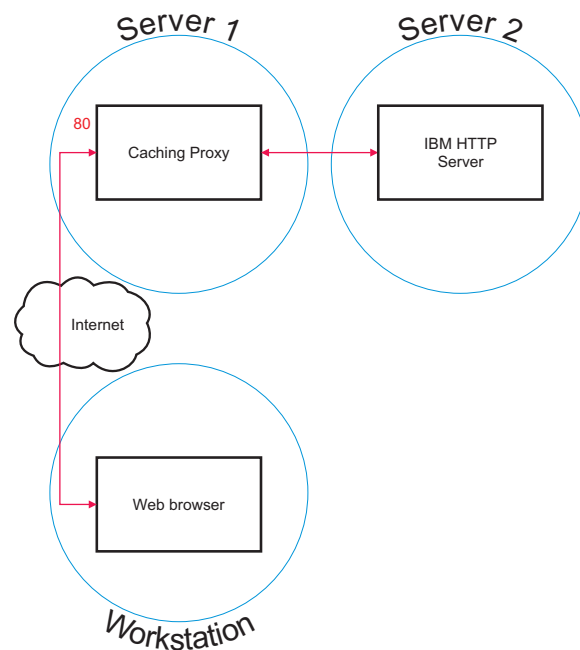 Server 1
Server 2
80
Caching Proxy
IBM HTTP
Server
Internet
Web browser
Workstation